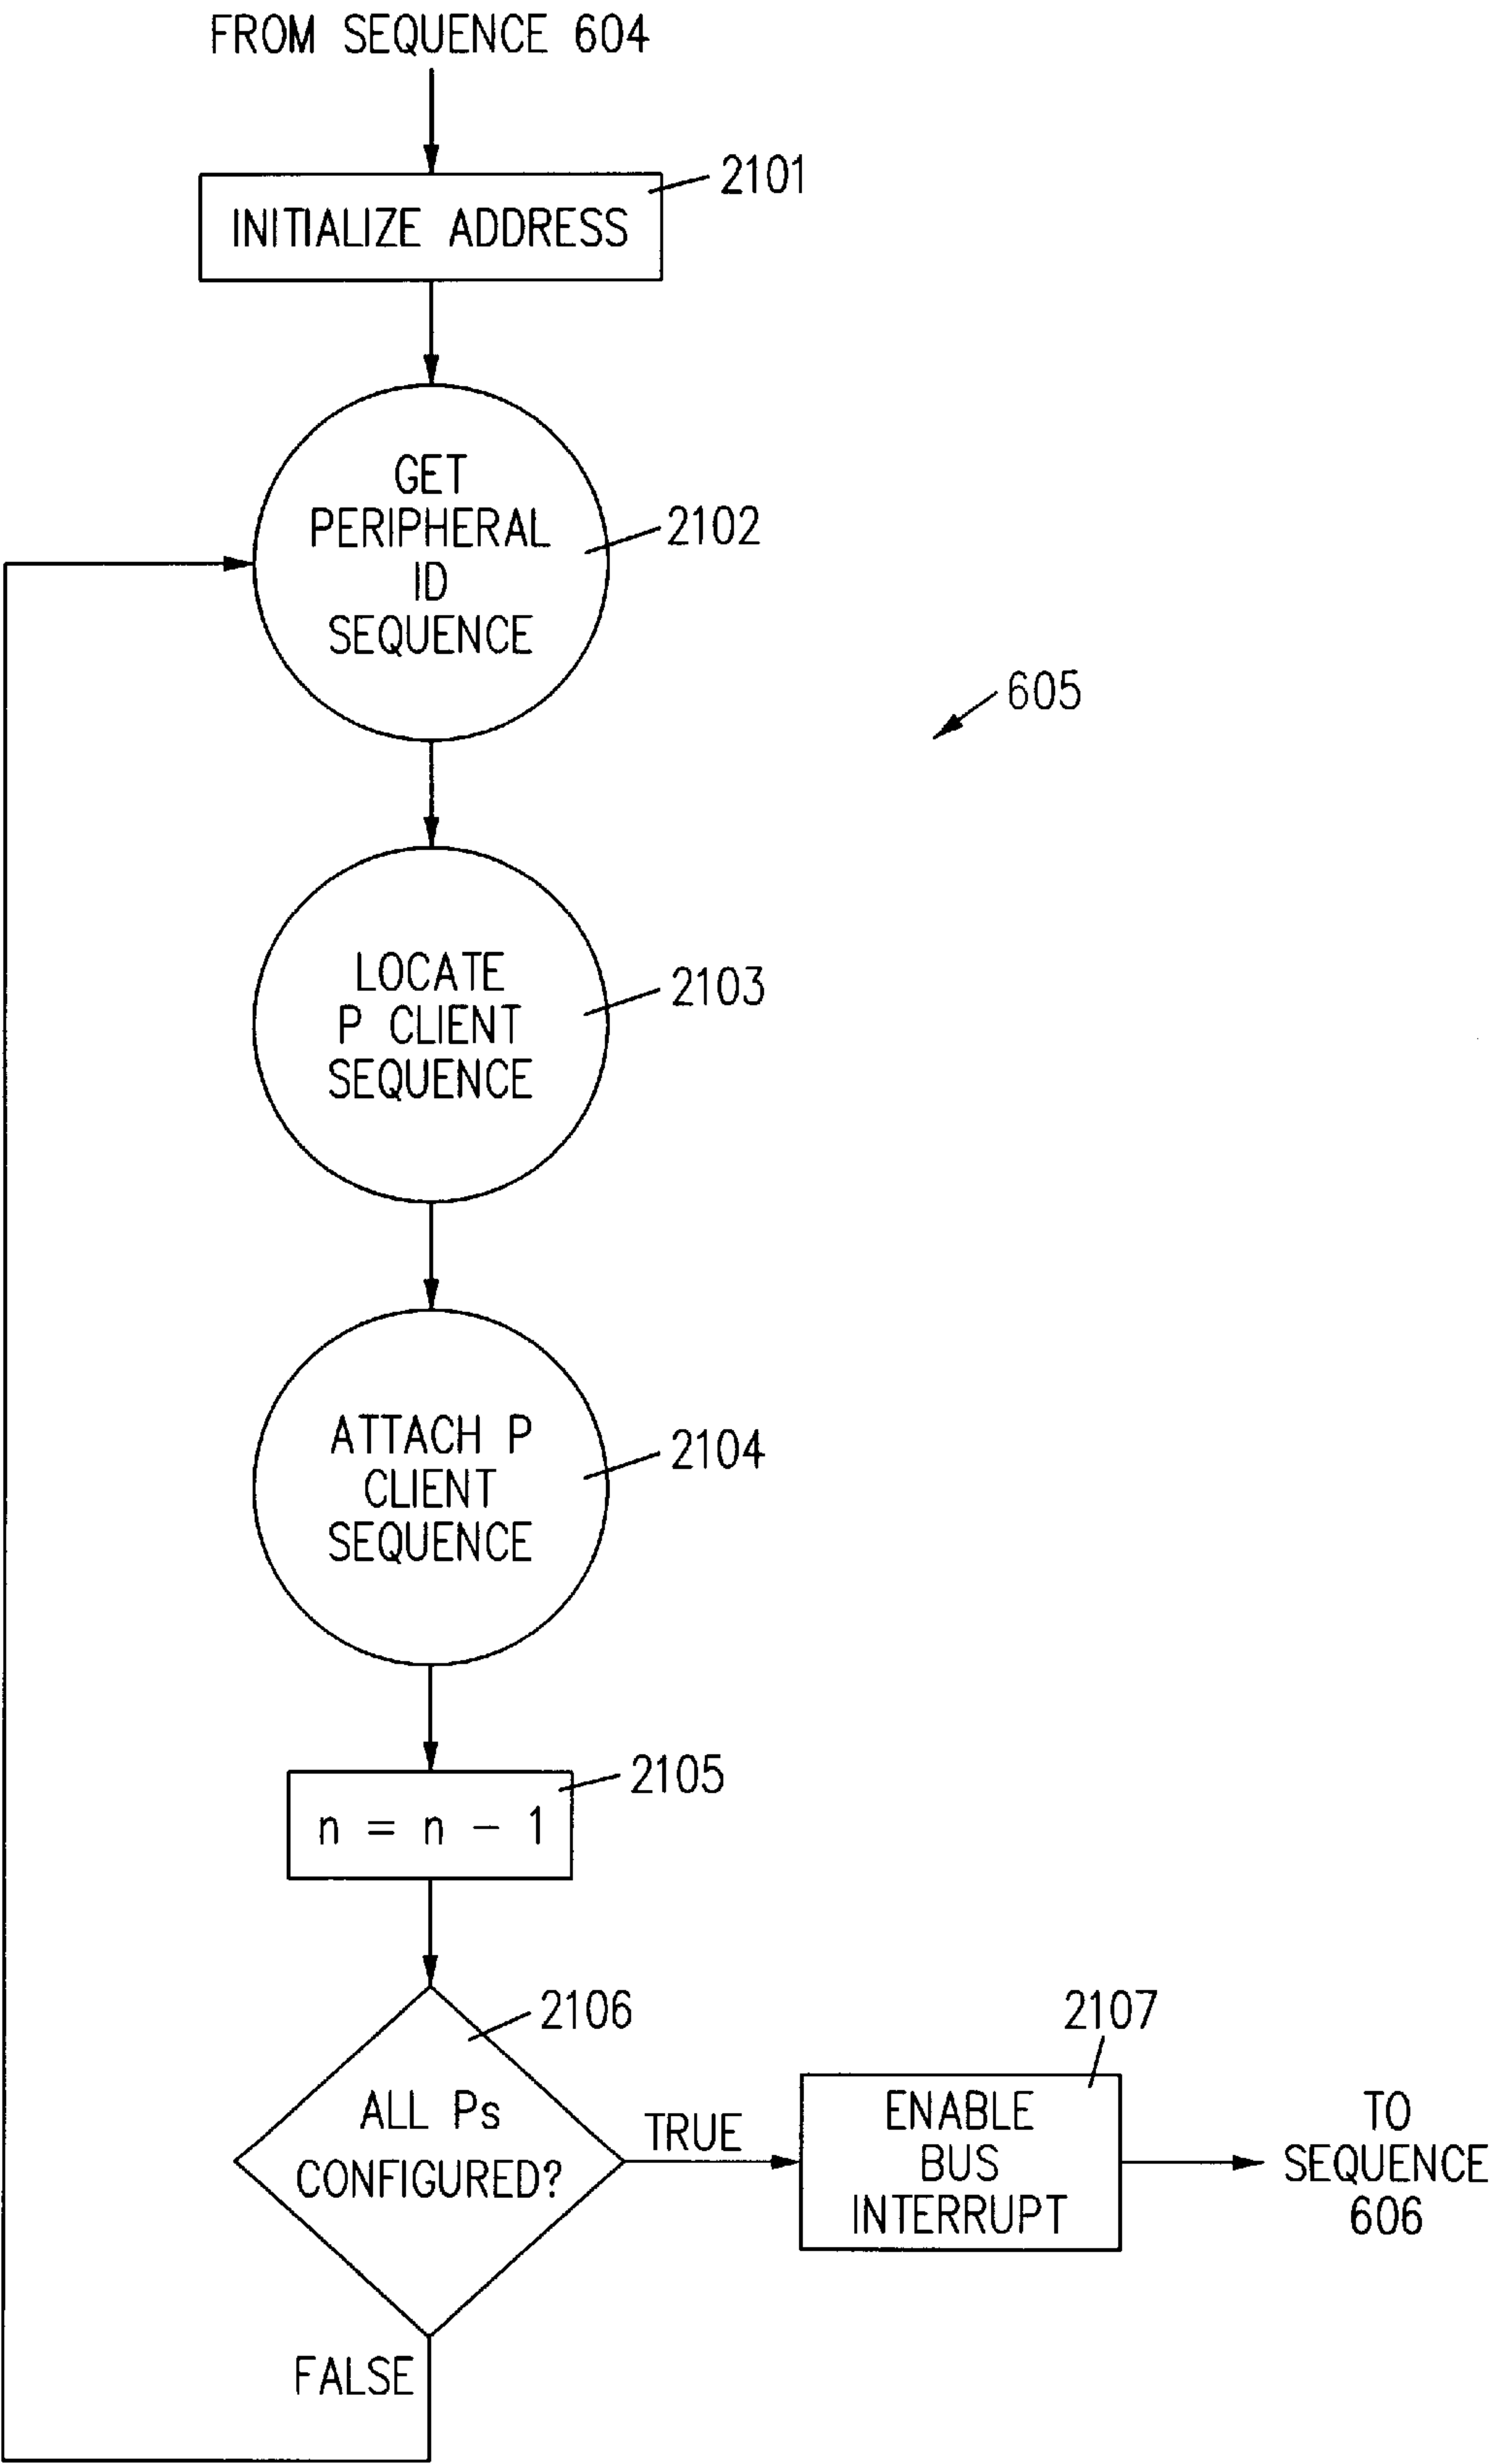 FROM SEQUENCE 604
2101
INITIALIZE ADDRESS
GET
PERIPHERAL
ID
SEQUENCE
2102
605
LOCATE
P CLIENT
SEQUENCE
2103
ATTACH P
CLIENT
SEQUENCE
2104
2105
n = n - 1
2106
ALL Ps
CONFIGURED?
TRUE
2107
ENABLE
BUS
INTERRUPT
TO
SEQUENCE
606
FALSE